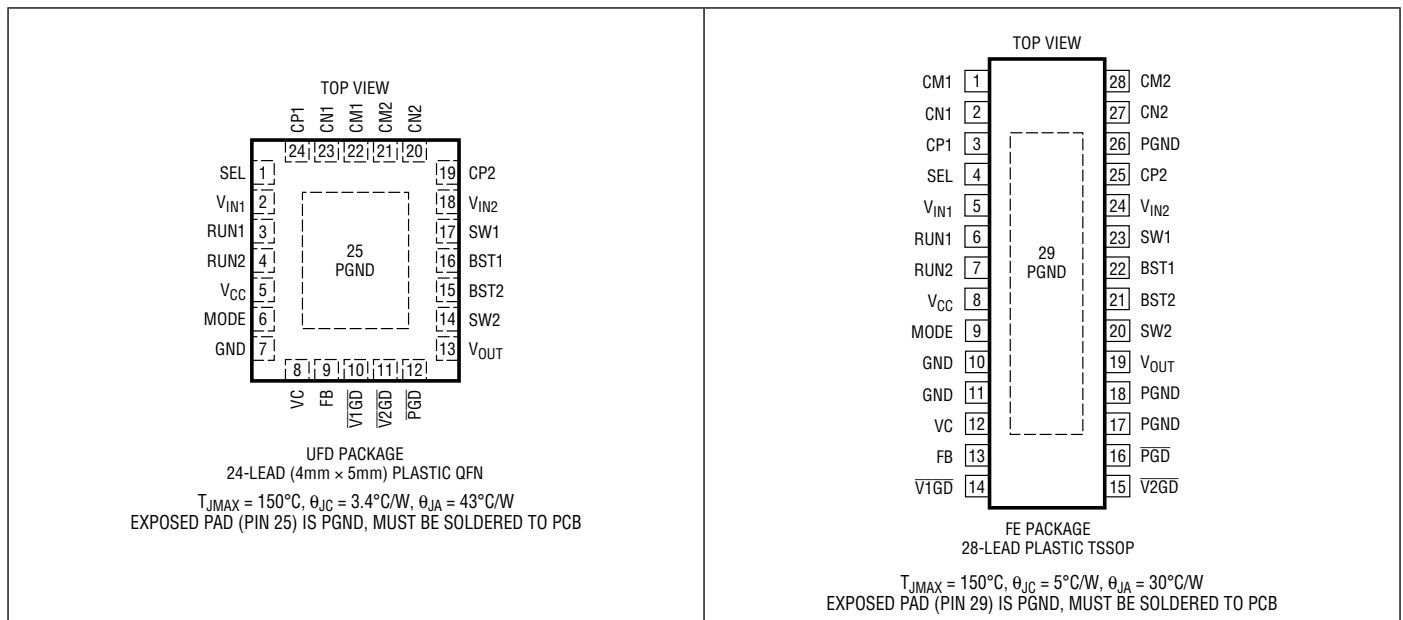 TOP VIEW
CP1 CN1 CM1 CM2 CN2
24 23 22 21 20
SEL 1
VIN1 2
RUN1 3
RUN2 4
VCC 5
MODE 6
GND 7
25
PGND
19 CP2
18 VIN2
17 SW1
16 BST1
15 BST2
14 SW2
13 VOUT
8 9 10 11 12
VC FB V1GD V2GD PGD
UFD PACKAGE
24-LEAD (4mm × 5mm) PLASTIC QFN
TJMAX = 150°C, θJC = 3.4°C/W, θJA = 43°C/W
EXPOSED PAD (PIN 25) IS PGND, MUST BE SOLDERED TO PCB
TOP VIEW
CM1 1
CN1 2
CP1 3
SEL 4
VIN1 5
RUN1 6
RUN2 7
VCC 8
MODE 9
GND 10
GND 11
VC 12
FB 13
V1GD 14
29
PGND
28 CM2
27 CN2
26 PGND
25 CP2
24 VIN2
23 SW1
22 BST1
21 BST2
20 SW2
19 VOUT
18 PGND
17 PGND
16 PGD
15 V2GD
FE PACKAGE
28-LEAD PLASTIC TSSOP
TJMAX = 150°C, θJC = 5°C/W, θJA = 30°C/W
EXPOSED PAD (PIN 29) IS PGND, MUST BE SOLDERED TO PCB